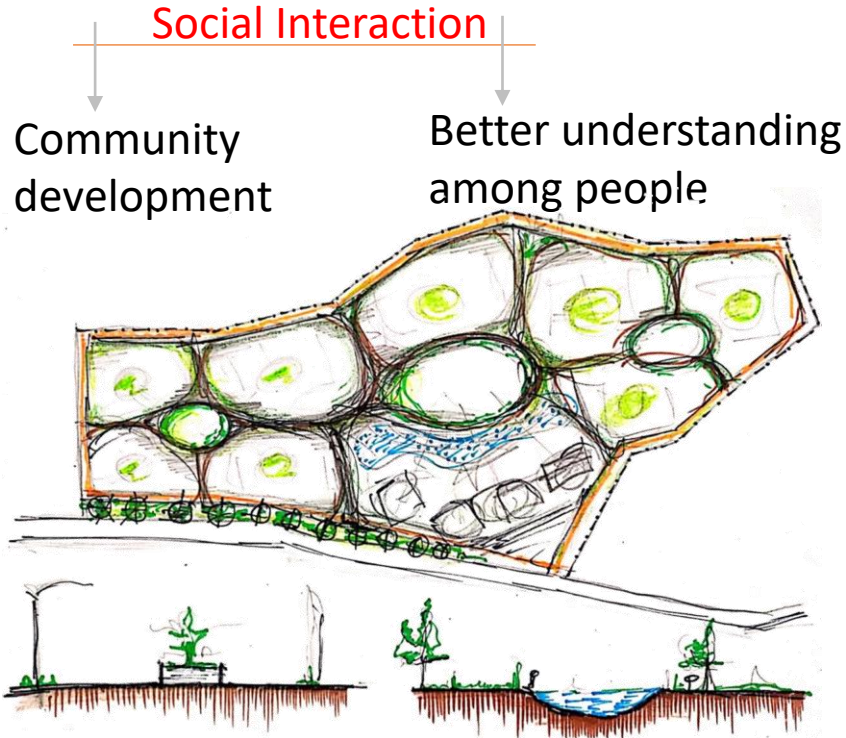 Social Interaction
Community
development
Better understanding
among people